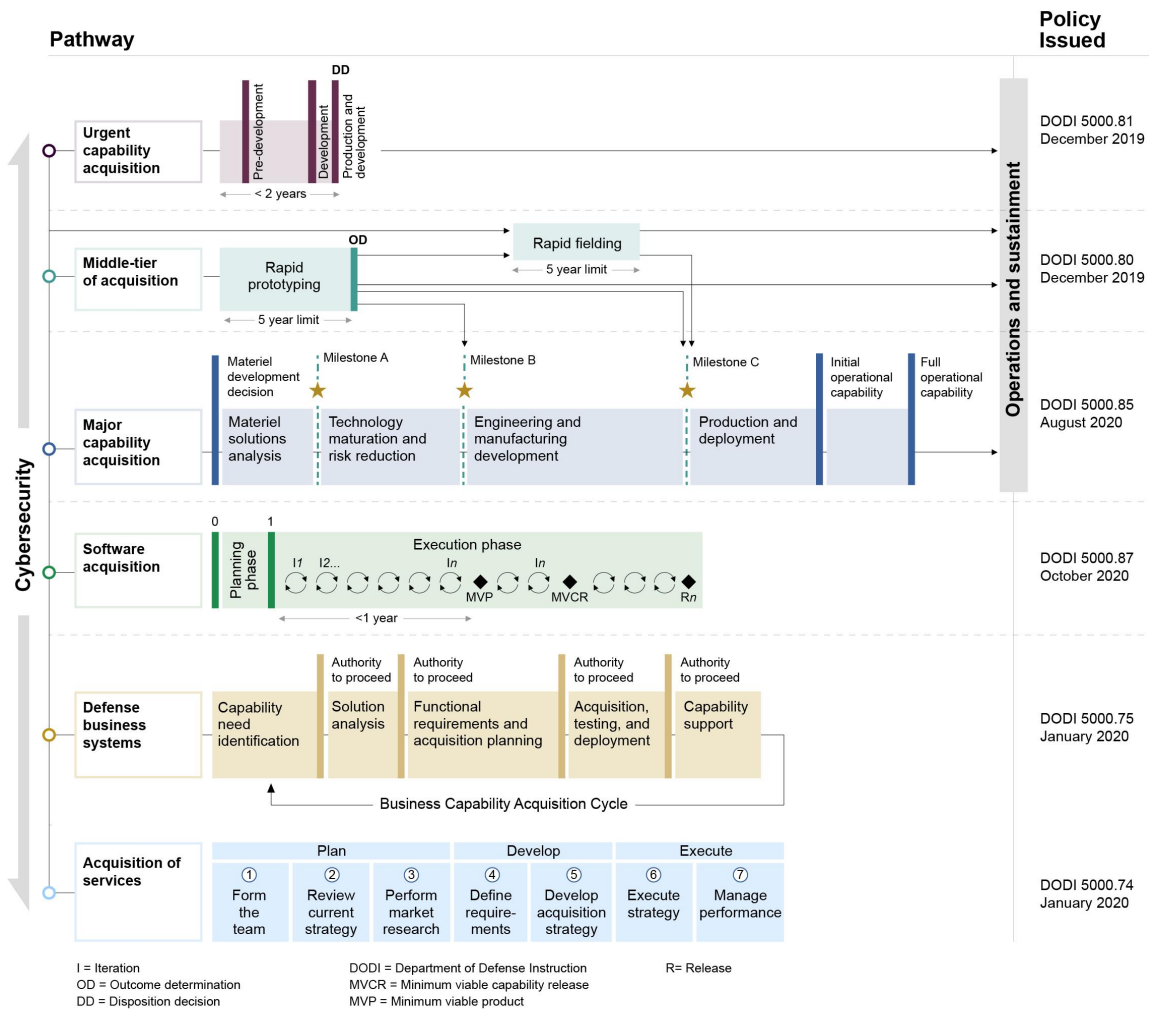 Pathway
Policy
Issued
Cybersecurity
Operations and sustainment
Urgent
capability
acquisition
Pre-development
Development
DD
Production and
development
< 2 years
DODI 5000.81
December 2019
Middle-tier
of acquisition
Rapid
prototyping
OD
5 year limit
Rapid fielding
5 year limit
DODI 5000.80
December 2019
Major
capability
acquisition
Materiel
development
decision
Milestone A
Milestone B
Milestone C
Initial
operational
capability
Full
operational
capability
Materiel
solutions
analysis
Technology
maturation and
risk reduction
Engineering and
manufacturing
development
Production and
deployment
DODI 5000.85
August 2020
Software
acquisition
0
1
Planning
phase
Execution phase
I1
I2...
In
In
MVP
MVCR
Rn
<1 year
DODI 5000.87
October 2020
Defense
business
systems
Authority
to proceed
Authority
to proceed
Authority
to proceed
Authority
to proceed
Capability
need
identification
Solution
analysis
Functional
requirements and
acquisition planning
Acquisition,
testing, and
deployment
Capability
support
Business Capability Acquisition Cycle
DODI 5000.75
January 2020
Acquisition of
services
Plan
Develop
Execute
1
Form
the
team
2
Review
current
strategy
3
Perform
market
research
4
Define
require-
ments
5
Develop
acquisition
strategy
6
Execute
strategy
7
Manage
performance
DODI 5000.74
January 2020
I = Iteration
OD = Outcome determination
DD = Disposition decision
DODI = Department of Defense Instruction
MVCR = Minimum viable capability release
MVP = Minimum viable product
R= Release